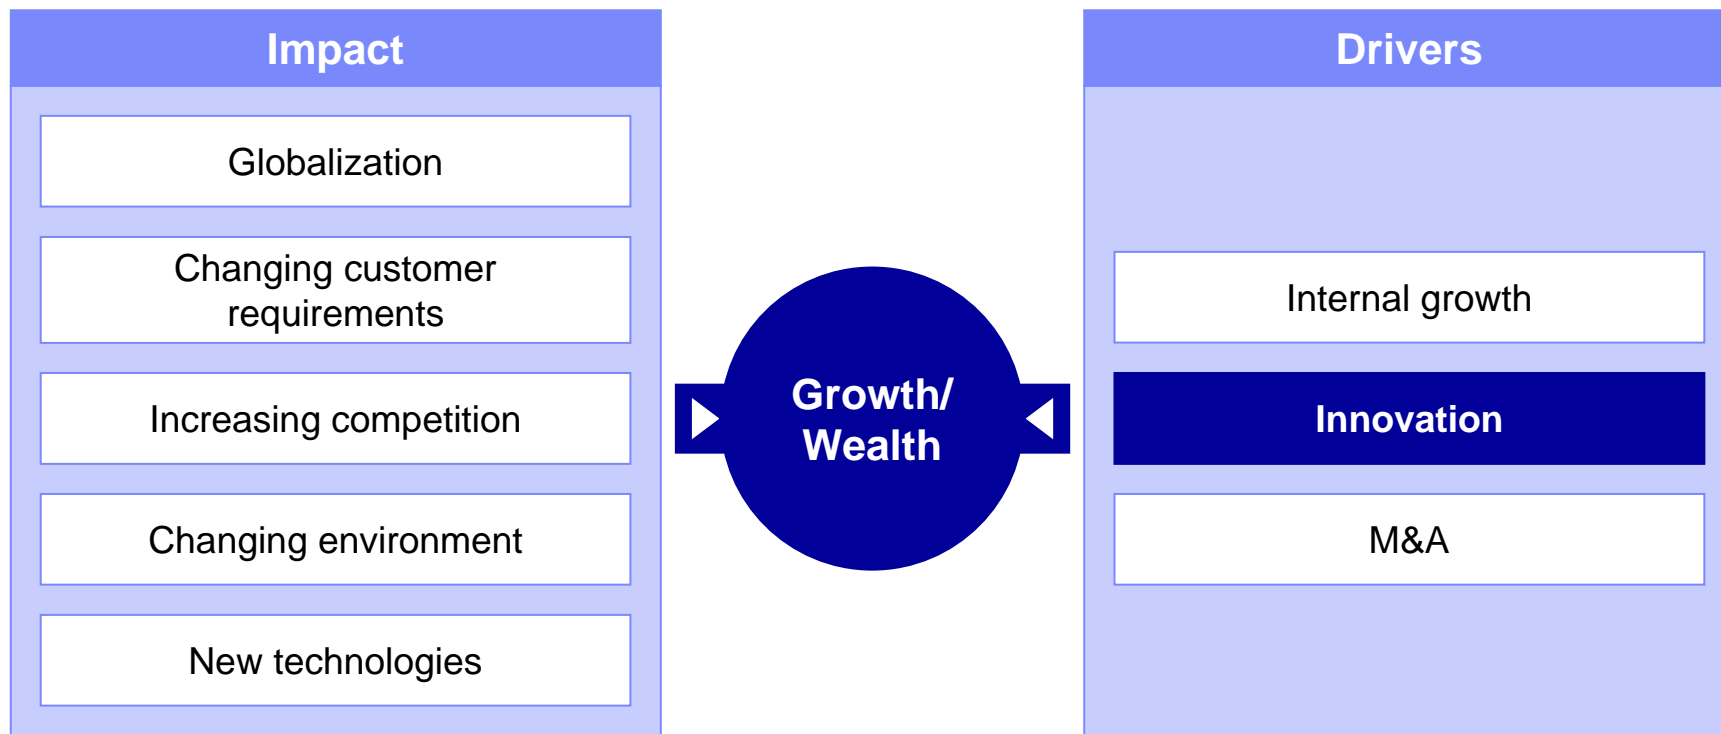 Impact
Globalization
Changing customer
requirements
Increasing competition
Changing environment
New technologies
Growth/
Wealth
Drivers
Internal growth
Innovation
M&A